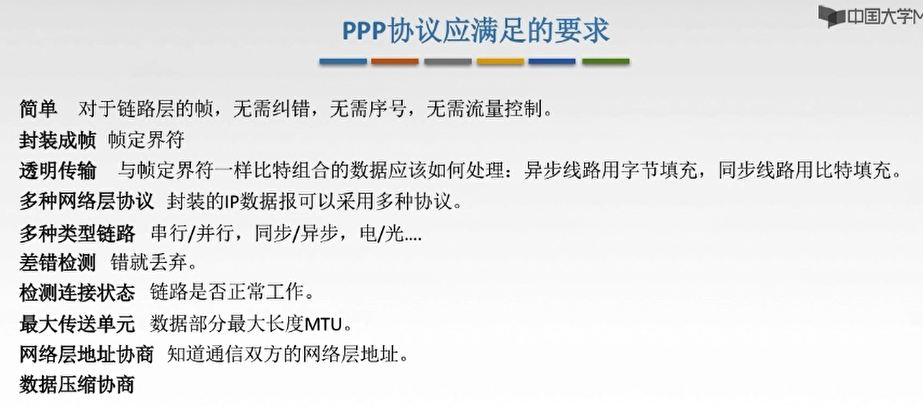 中国大学M
PPP协议应满足的要求
简单 对于链路层的帧，无需纠错，无需序号，无需流量控制。
封装成帧 帧定界符
透明传输 与帧定界符一样比特组合的数据应该如何处理：异步线路用字节填充，同步线路用比特填充。
多种网络层协议 封装的IP数据报可以采用多种协议。
多种类型链路 串行/并行，同步/异步，电/光....
差错检测 错就丢弃。
检测连接状态 链路是否正常工作。
最大传送单元 数据部分最大长度MTU。
网络层地址协商 知道通信双方的网络层地址。
数据压缩协商